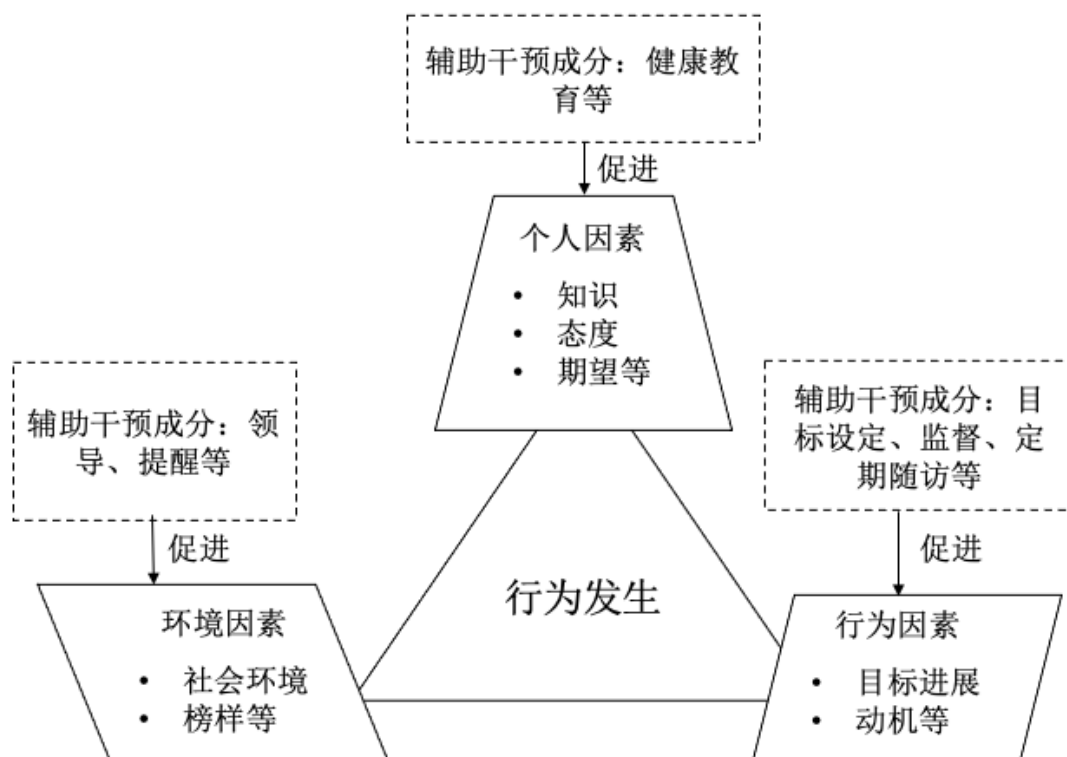 辅助干预成分：健康教
育等
促进
个人因素
• 知识
• 态度
• 期望等
辅助干预成分：领
导、提醒等
促进
辅助干预成分：目
标设定、监督、定
期随访等
促进
行为发生
环境因素
• 社会环境
• 榜样等
行为因素
• 目标进展
• 动机等